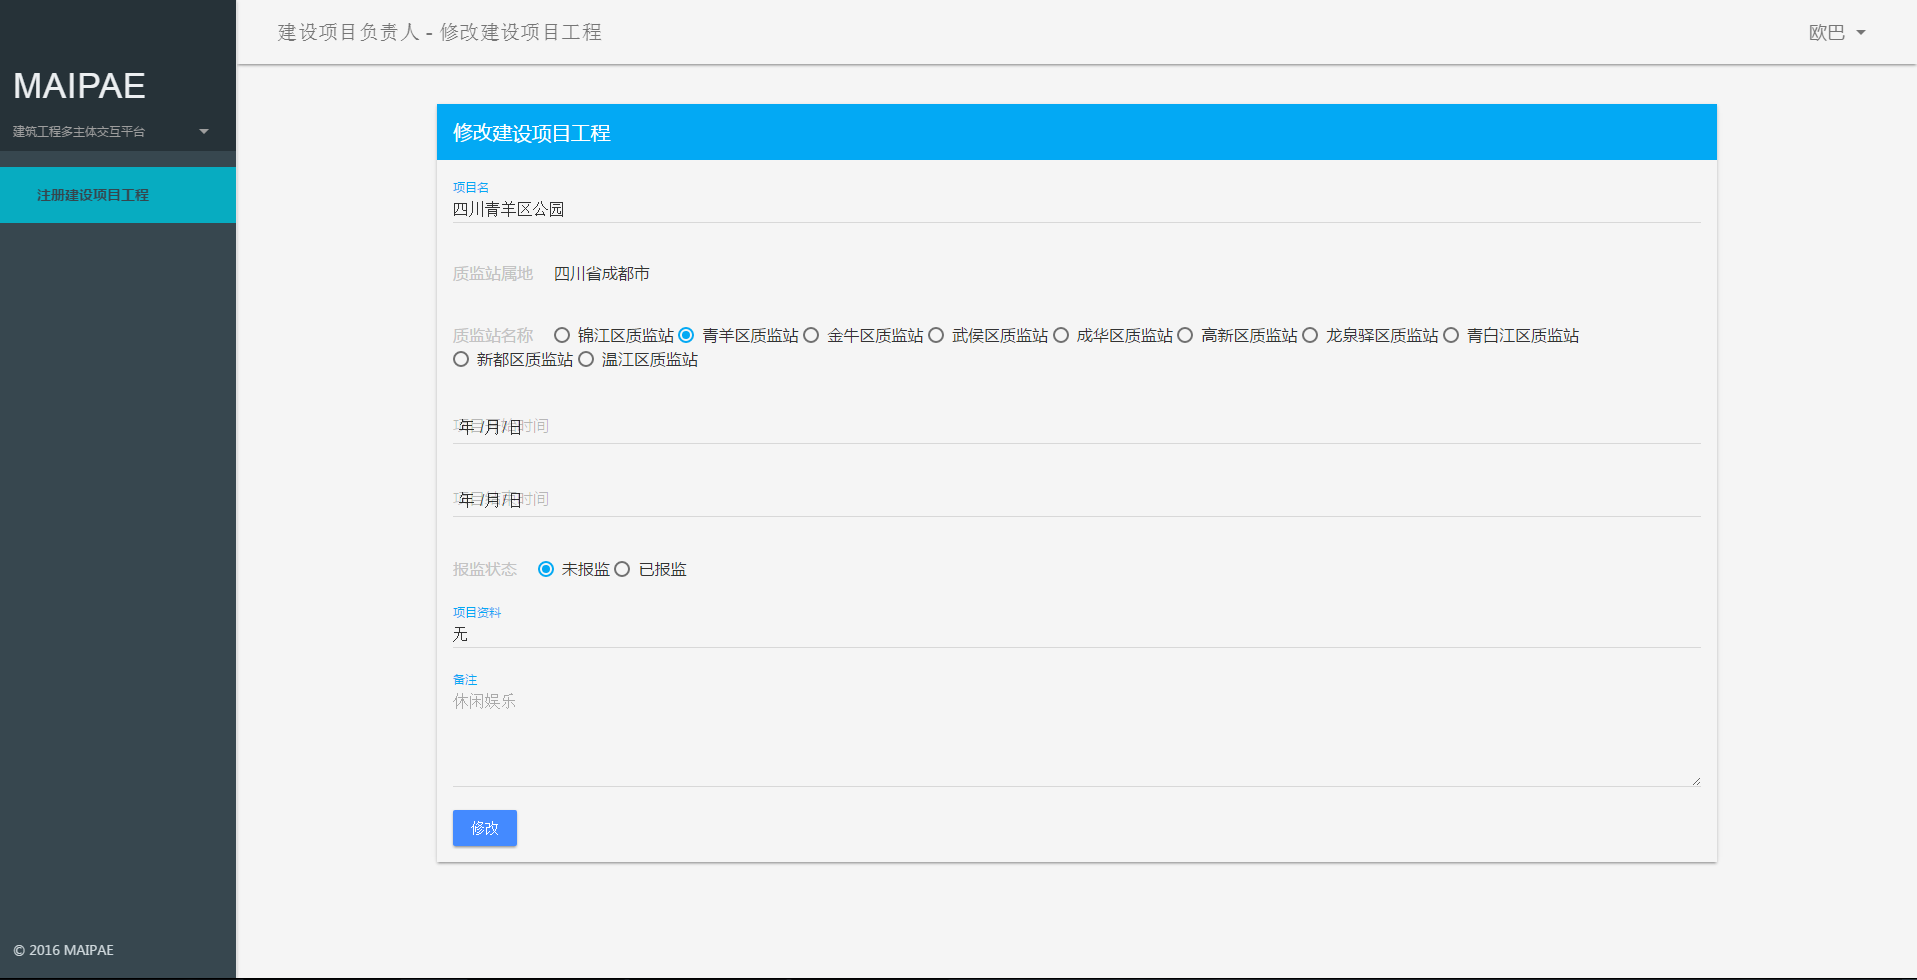 MAIPAE
建筑工程多主体交互平台
注册建设项目工程
© 2016 MAIPAE
建设项目负责人 - 修改建设项目工程
欧巴
修改建设项目工程
项目名
四川青羊区公园
质监站属地 四川省成都市
质监站名称 锦江区质监站 青羊区质监站 金牛区质监站 武侯区质监站 成华区质监站 高新区质监站 龙泉驿区质监站 青白江区质监站
新都区质监站 温江区质监站
年/月/日 时间
年/月/日 时间
报监状态 未报监 已报监
项目资料
无
备注
休闲娱乐
修改